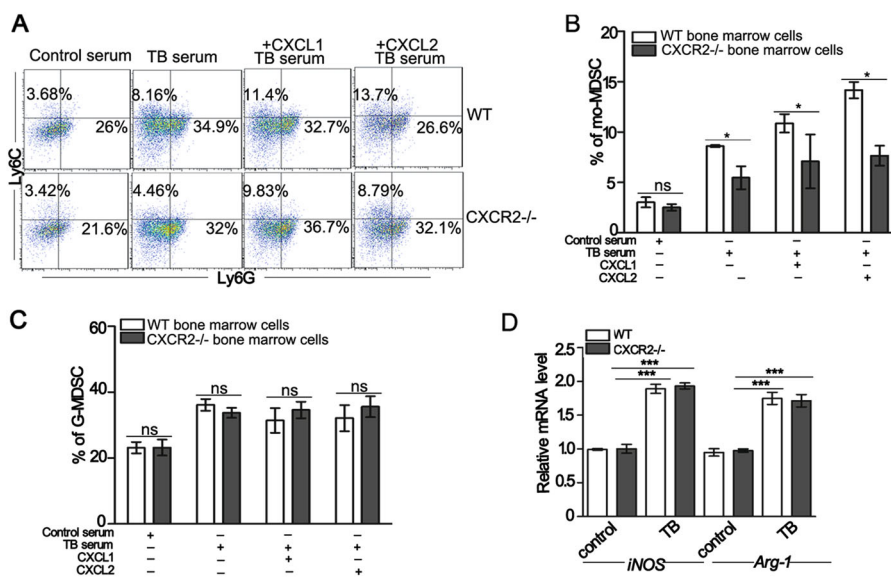 A
Control serum
TB serum
+CXCL1
TB serum
+CXCL2
TB serum
3.68%
26%
8.16%
34.9%
11.4%
32.7%
13.7%
26.6%
WT
3.42%
21.6%
4.46%
32%
9.83%
36.7%
8.79%
32.1%
CXCR2-/-
Ly6C
Ly6G
B
WT bone marrow cells
CXCR2-/- bone marrow cells
% of mo-MDSC
20
15
10
5
0
ns
*
*
*
Control serum + – – –
TB serum – + + +
CXCL1 – + –
CXCL2 – – – +
C
WT bone marrow cells
CXCR2-/- bone marrow cells
% of G-MDSC
60
40
20
0
ns
ns
ns
ns
Control serum + – – –
TB serum – + + +
CXCL1 – – + –
CXCL2 – – – +
D
WT
CXCR2-/-
Relative mRNA level
2.5
2.0
1.5
1.0
0.5
0
***
***
***
***
control
TB
control
TB
iNOS
Arg-1